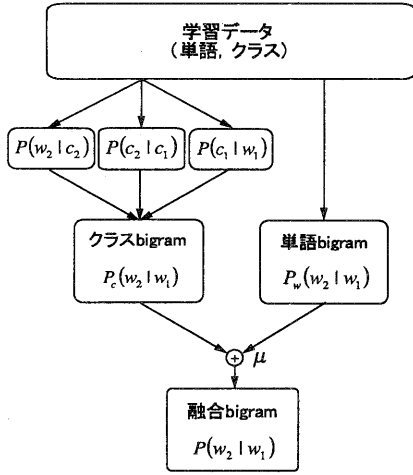 学習データ
(単語, クラス)
P(w₂ | c₂)
P(c₂ | c₁)
P(c₁ | w₁)
クラスbigram
P_c(w₂ | w₁)
単語bigram
P_w(w₂ | w₁)
+ μ
融合bigram
P(w₂ | w₁)